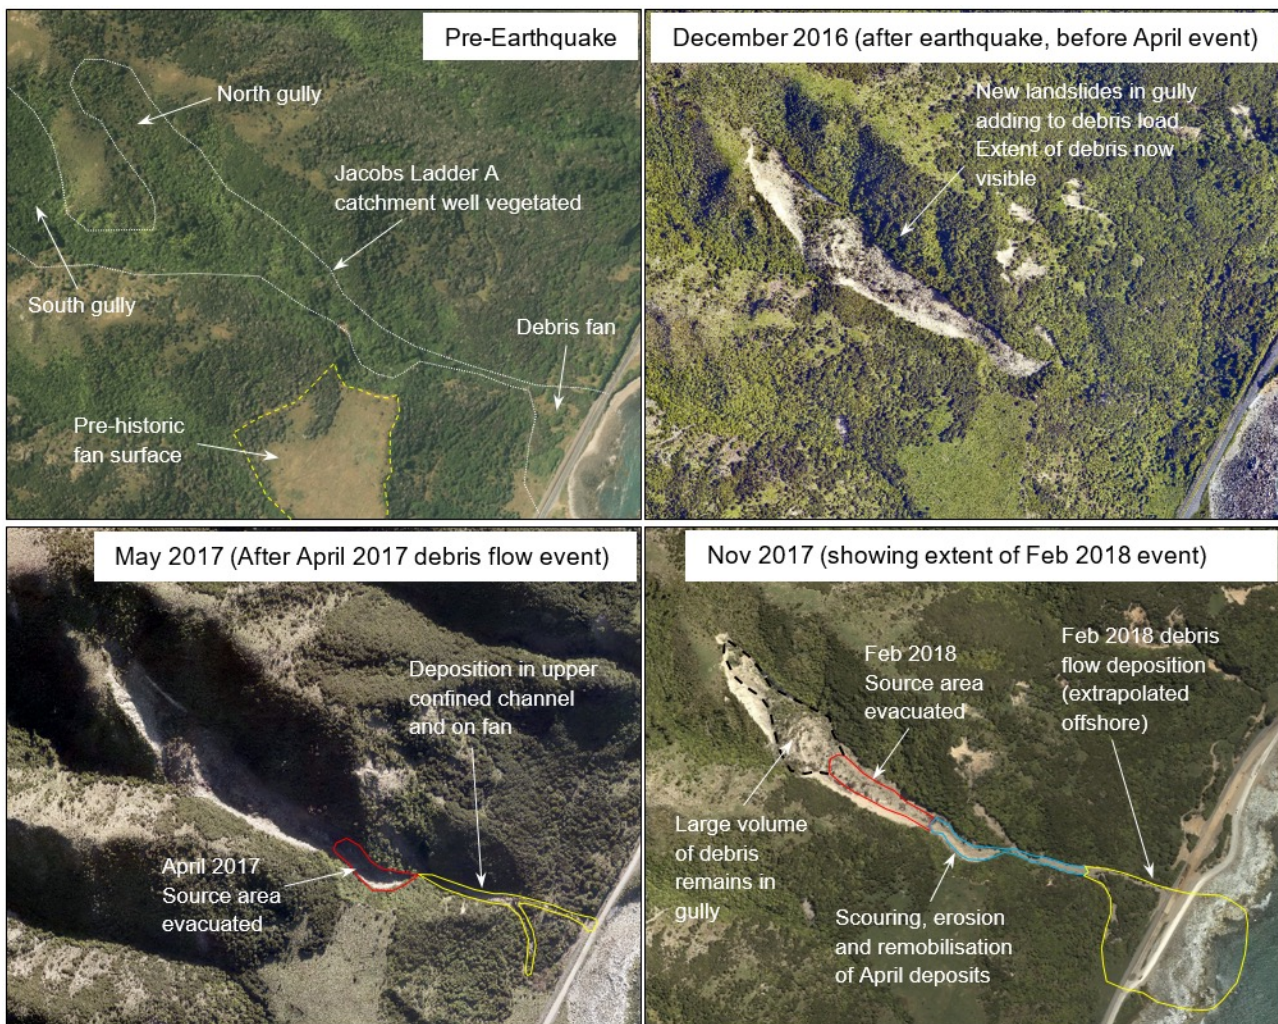 Pre-Earthquake
North gully
Jacobs Ladder A
catchment well vegetated
South gully
Debris fan
Pre-historic
fan surface
December 2016 (after earthquake, before April event)
New landslides in gully
adding to debris load
Extent of debris now
visible
May 2017 (After April 2017 debris flow event)
Deposition in upper
confined channel
and on fan
April 2017
Source area
evacuated
Nov 2017 (showing extent of Feb 2018 event)
Feb 2018 debris
flow deposition
(extrapolated
offshore)
Feb 2018
Source area
evacuated
Large volume
of debris
remains in
gully
Scouring, erosion
and remobilisation
of April deposits